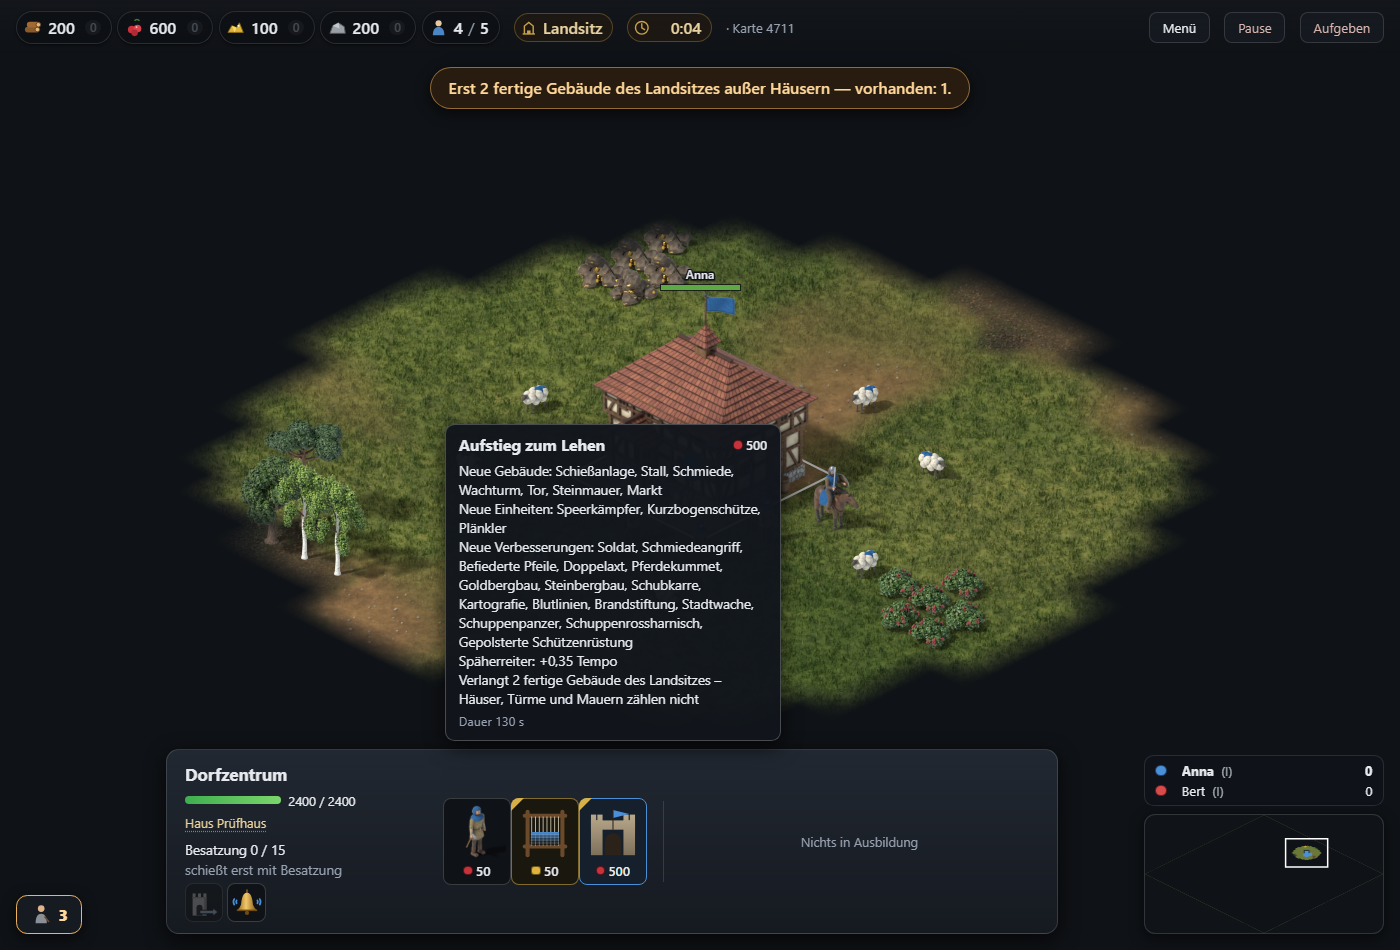 200 0 600 0 100 0 200 0 4 / 5 Landsitz 0:04 · Karte 4711 Menü Pause Aufgeben
Erst 2 fertige Gebäude des Landsitzes außer Häusern — vorhanden: 1.
Anna
Aufstieg zum Lehen 500
Neue Gebäude: Schießanlage, Stall, Schmiede,
Wachturm, Tor, Steinmauer, Markt
Neue Einheiten: Speerkämpfer, Kurzbogenschütze,
Plänkler
Neue Verbesserungen: Soldat, Schmiedeangriff,
Befiederte Pfeile, Doppelaxt, Pferdekummet,
Goldbergbau, Steinbergbau, Schubkarre,
Kartografie, Blutlinien, Brandstiftung, Stadtwache,
Schuppenpanzer, Schuppenrossharnisch,
Gepolsterte Schützenrüstung
Späherreiter: +0,35 Tempo
Verlangt 2 fertige Gebäude des Landsitzes –
Häuser, Türme und Mauern zählen nicht
Dauer 130 s
Dorfzentrum
2400 / 2400
Haus Prüfhaus
Besatzung 0 / 15
schießt erst mit Besatzung
50 50 500
Nichts in Ausbildung
Anna (I) 0
Bert (I) 0
3